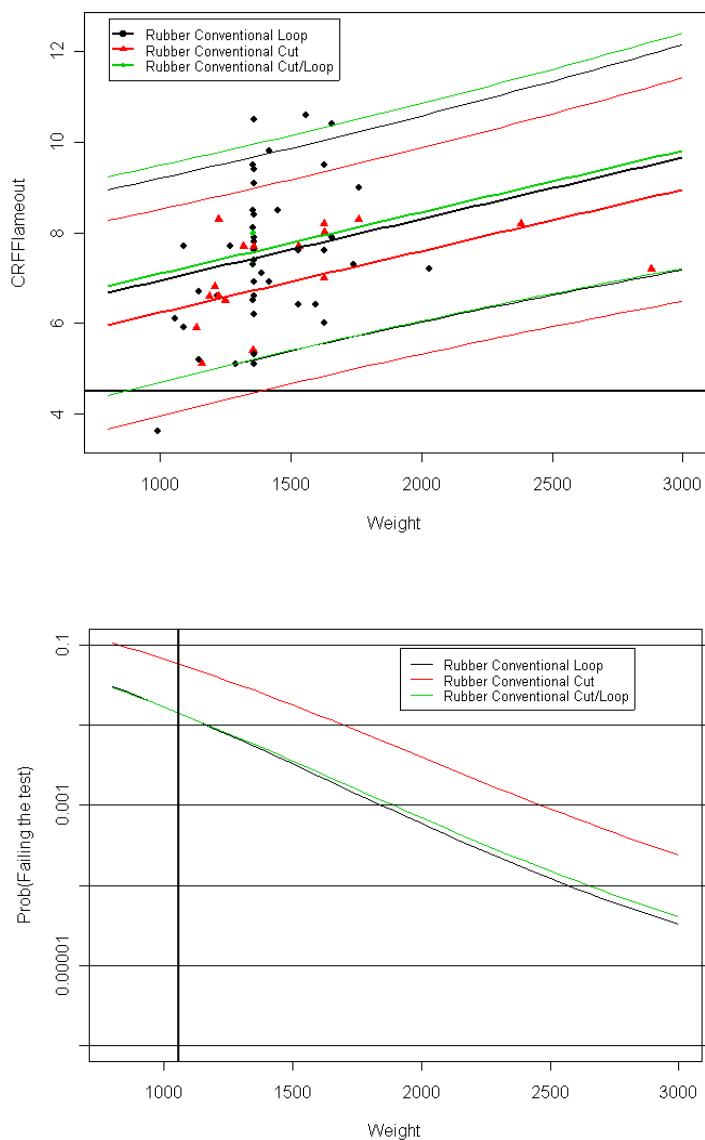 Rubber Conventional Loop
Rubber Conventional Cut
Rubber Conventional Cut/Loop
CRFFlameout
12
10
8
6
4
1000 1500 2000 2500 3000
Weight
Rubber Conventional Loop
Rubber Conventional Cut
Rubber Conventional Cut/Loop
Prob(Failing the test)
0.1
0.001
0.00001
1000 1500 2000 2500 3000
Weight